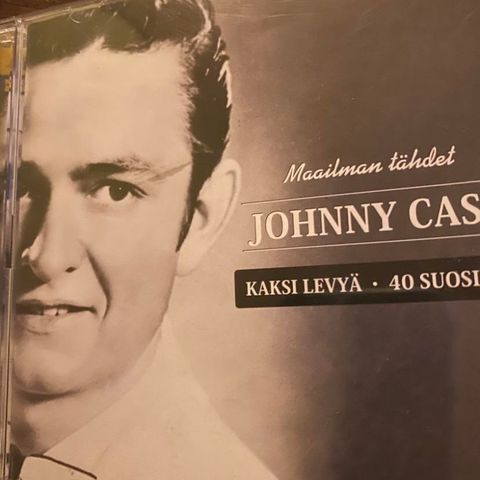 Maailman tähdet
JOHNNY CAS
KAKSI LEVYÄ · 40 SUOSI